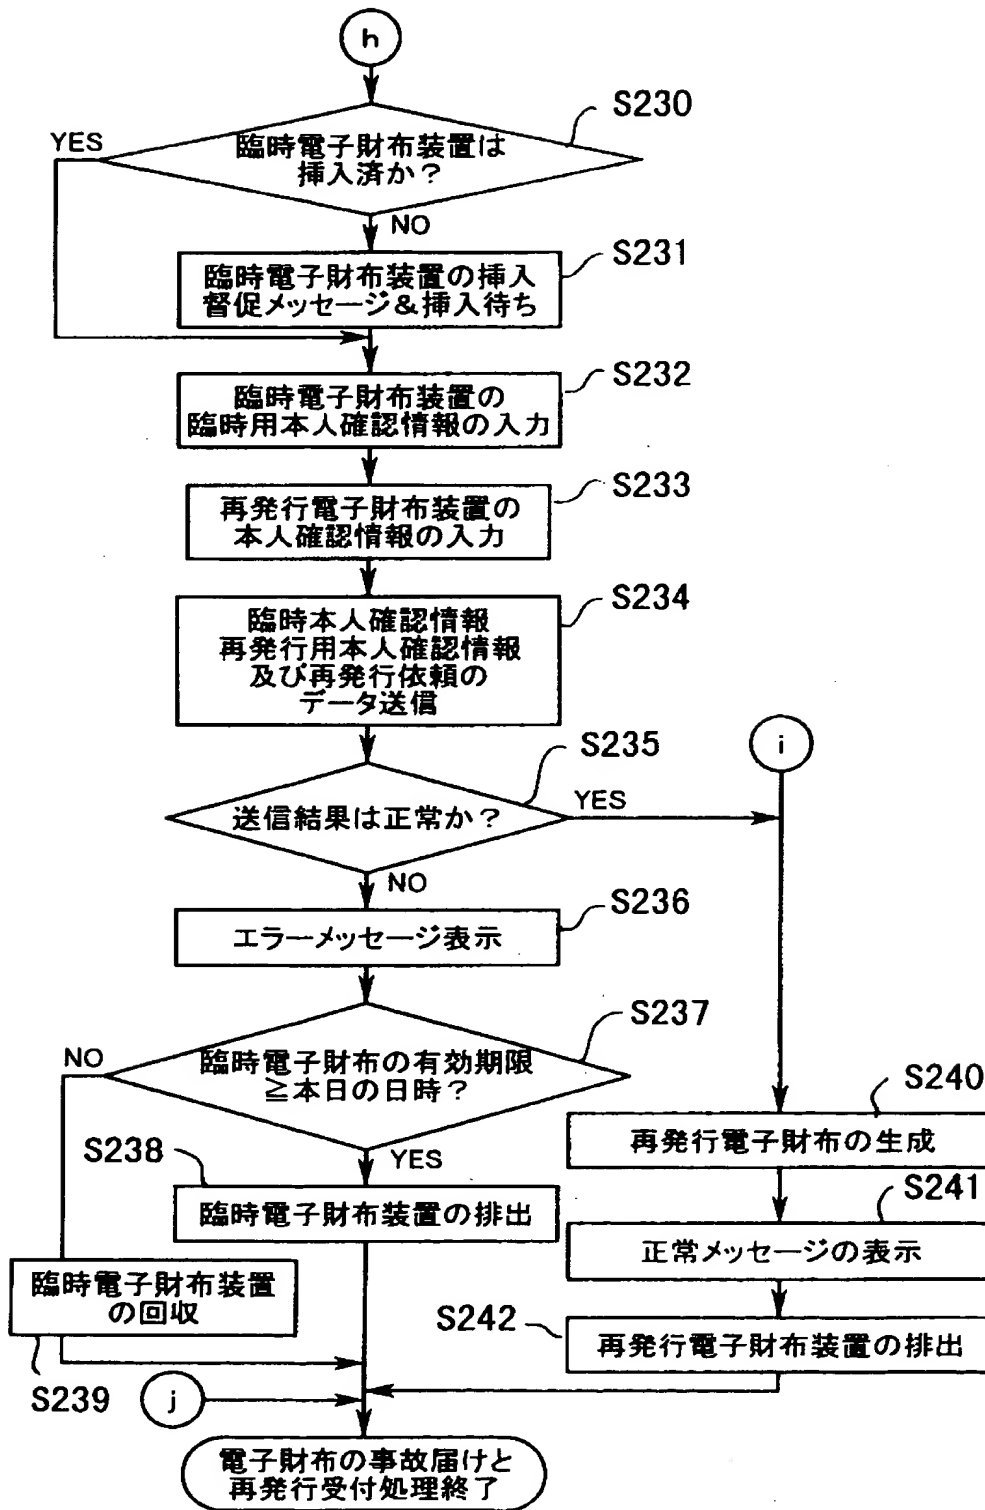 h
S230
YES
臨時電子財布装置は
挿入済か？
NO
S231
臨時電子財布装置の挿入
督促メッセージ＆挿入待ち
S232
臨時電子財布装置の
臨時用本人確認情報の入力
S233
再発行電子財布装置の
本人確認情報の入力
S234
臨時本人確認情報
再発行用本人確認情報
及び再発行依頼の
データ送信
S235
i
送信結果は正常か？
YES
NO
S236
エラーメッセージ表示
S237
NO
臨時電子財布の有効期限
≧本日の日時？
YES
S238
臨時電子財布装置の排出
S240
再発行電子財布の生成
S241
正常メッセージの表示
臨時電子財布装置
の回収
S242
再発行電子財布装置の排出
S239
j
電子財布の事故届けと
再発行受付処理終了